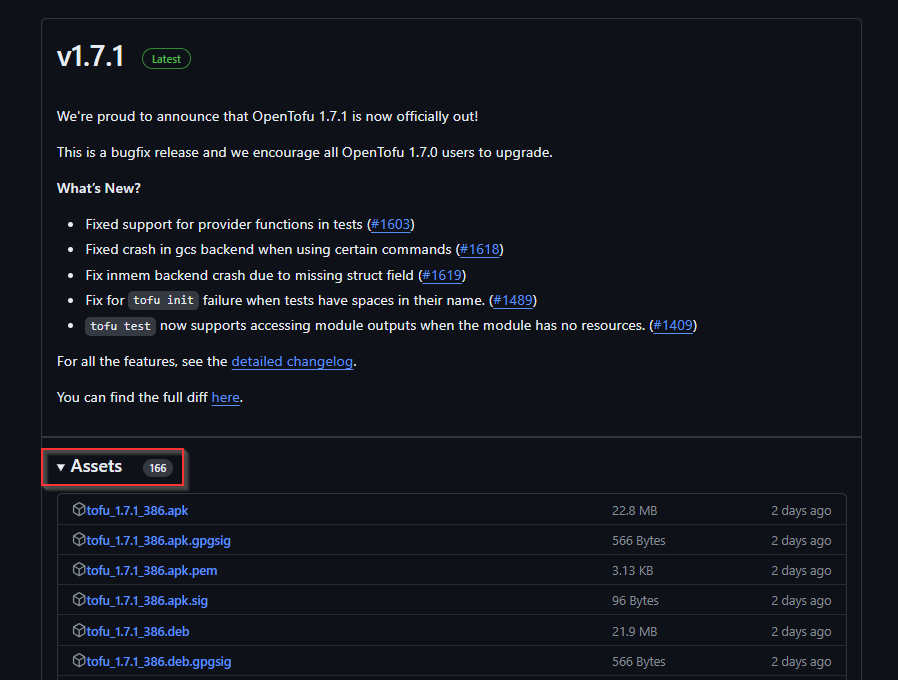 v1.7.1 Latest
We're proud to announce that OpenTofu 1.7.1 is now officially out!
This is a bugfix release and we encourage all OpenTofu 1.7.0 users to upgrade.
What's New?
• Fixed support for provider functions in tests (#1603)
• Fixed crash in gcs backend when using certain commands (#1618)
• Fix inmem backend crash due to missing struct field (#1619)
• Fix for tofu init failure when tests have spaces in their name. (#1489)
• tofu test now supports accessing module outputs when the module has no resources. (#1409)
For all the features, see the detailed changelog.
You can find the full diff here.
Assets 166
tofu_1.7.1_386.apk 22.8 MB 2 days ago
tofu_1.7.1_386.apk.gpgsig 566 Bytes 2 days ago
tofu_1.7.1_386.apk.pem 3.13 KB 2 days ago
tofu_1.7.1_386.apk.sig 96 Bytes 2 days ago
tofu_1.7.1_386.deb 21.9 MB 2 days ago
tofu_1.7.1_386.deb.gpgsig 566 Bytes 2 days ago